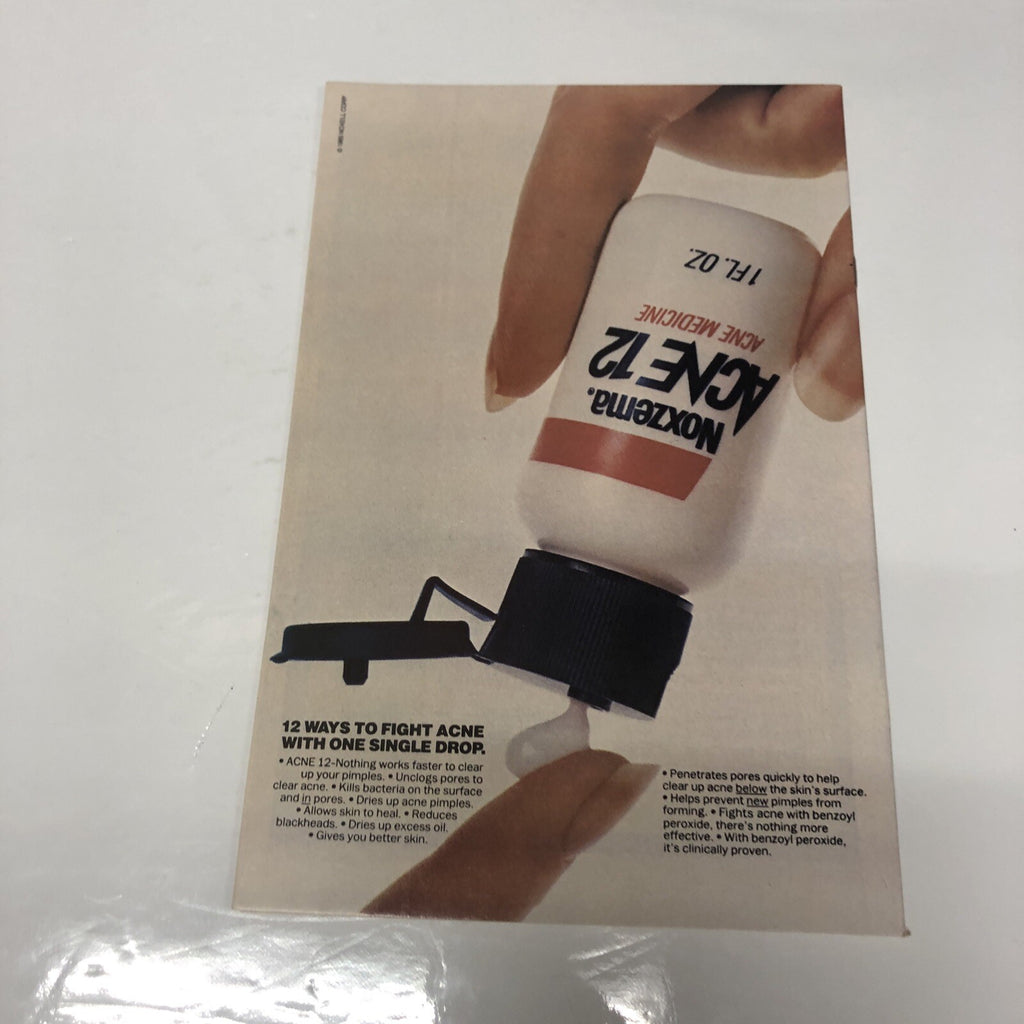 © 1985 NOXELL CORP
1 FL. OZ.
ACNE MEDICINE
ACNE 12
Noxzema.
12 WAYS TO FIGHT ACNE
WITH ONE SINGLE DROP.
• ACNE 12-Nothing works faster to clear
up your pimples. • Unclogs pores to
clear acne. • Kills bacteria on the surface
and in pores. • Dries up acne pimples.
• Allows skin to heal. • Reduces
blackheads. • Dries up excess oil.
• Gives you better skin.
• Penetrates pores quickly to help
clear up acne below the skin's surface.
• Helps prevent new pimples from
forming. • Fights acne with benzoyl
peroxide, there's nothing more
effective. • With benzoyl peroxide,
it's clinically proven.